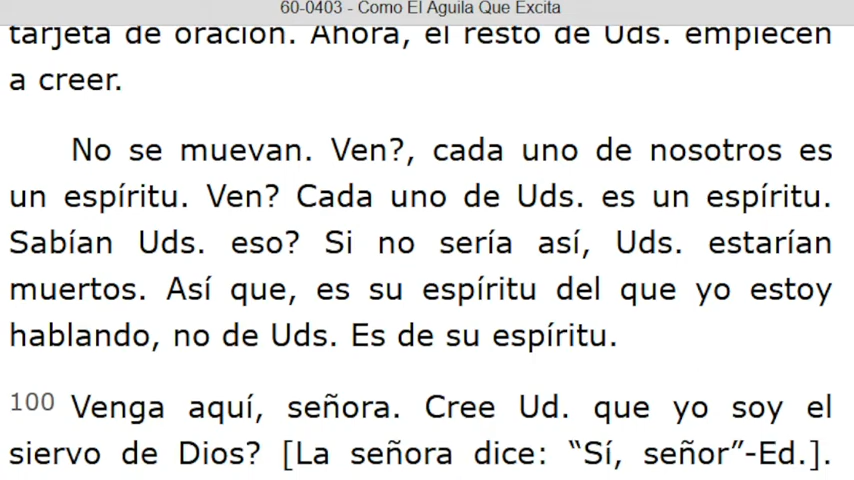 60-0403 - Como El Aguila Que Excita
tarjeta de oración. Ahora, el resto de Uds. empiecen
a creer.
No se muevan. Ven?, cada uno de nosotros es
un espíritu. Ven? Cada uno de Uds. es un espíritu.
Sabían Uds. eso? Si no sería así, Uds. estarían
muertos. Así que, es su espíritu del que yo estoy
hablando, no de Uds. Es de su espíritu.
100 Venga aquí, señora. Cree Ud. que yo soy el
siervo de Dios? [La señora dice: “Sí, señor”-Ed.].